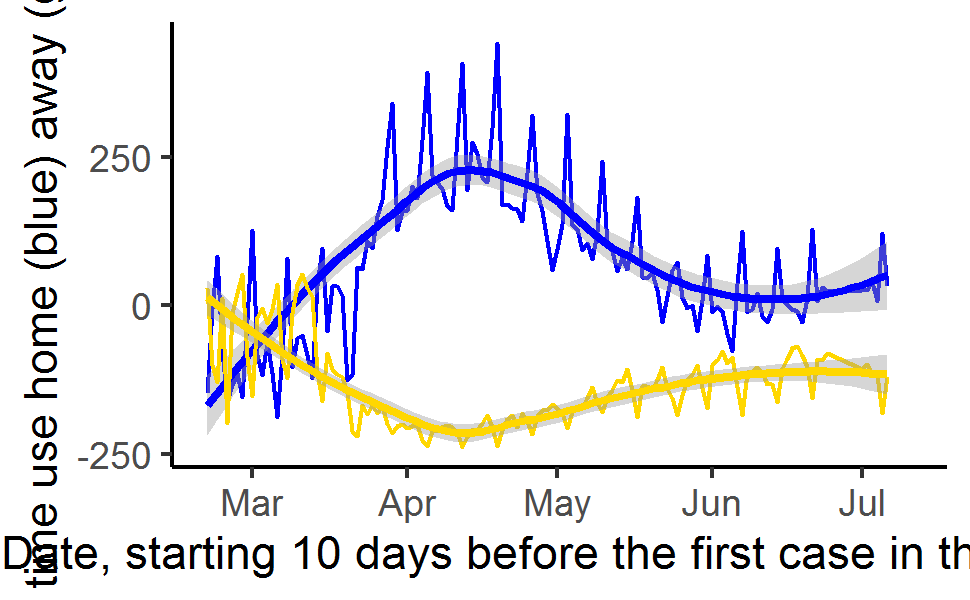 time use home (blue) away (
250
0
-250
Mar Apr May Jun Jul
Date, starting 10 days before the first case in th